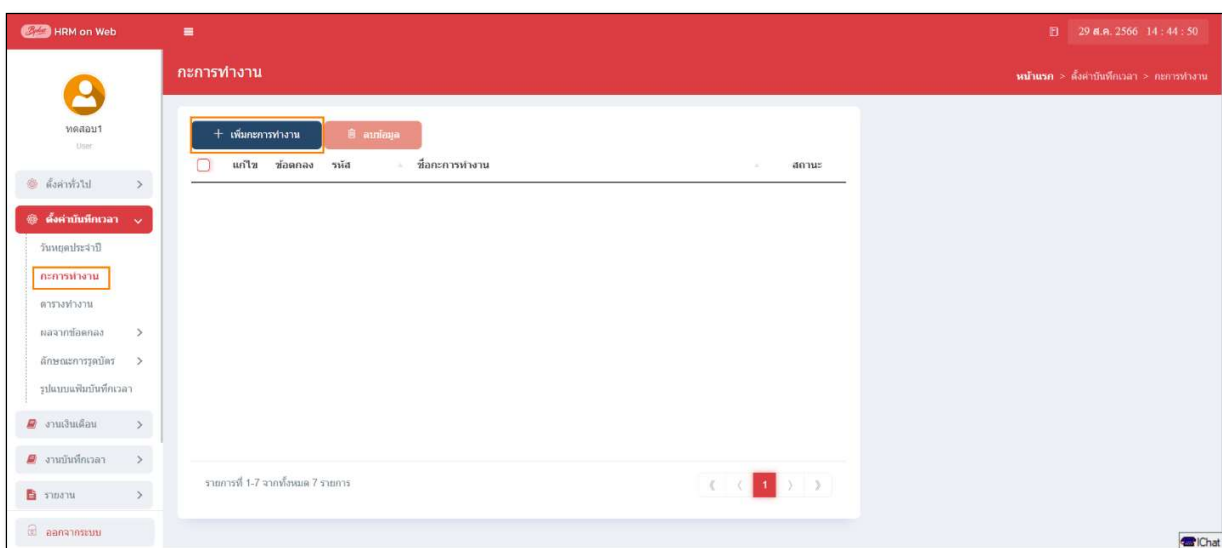 HRM on Web
29 ส.ค. 2566 14 : 44 : 50
กะการทำงาน
หน้าแรก > ตั้งค่าบันทึกเวลา > กะการทำงาน
ทดสอบ1
User
+ เพิ่มกะการทำงาน
ลบข้อมูล
แก้ไข ข้อตกลง รหัส ชื่อกะการทำงาน สถานะ
ตั้งค่าทั่วไป
ตั้งค่าบันทึกเวลา
วันหยุดประจำปี
กะการทำงาน
ตารางทำงาน
ผลจากข้อตกลง
ลักษณะการรูดบัตร
รูปแบบแฟ้มบันทึกเวลา
งานเงินเดือน
งานบันทึกเวลา
รายงาน
ออกจากระบบ
รายการที่ 1-7 จากทั้งหมด 7 รายการ
1
IChat